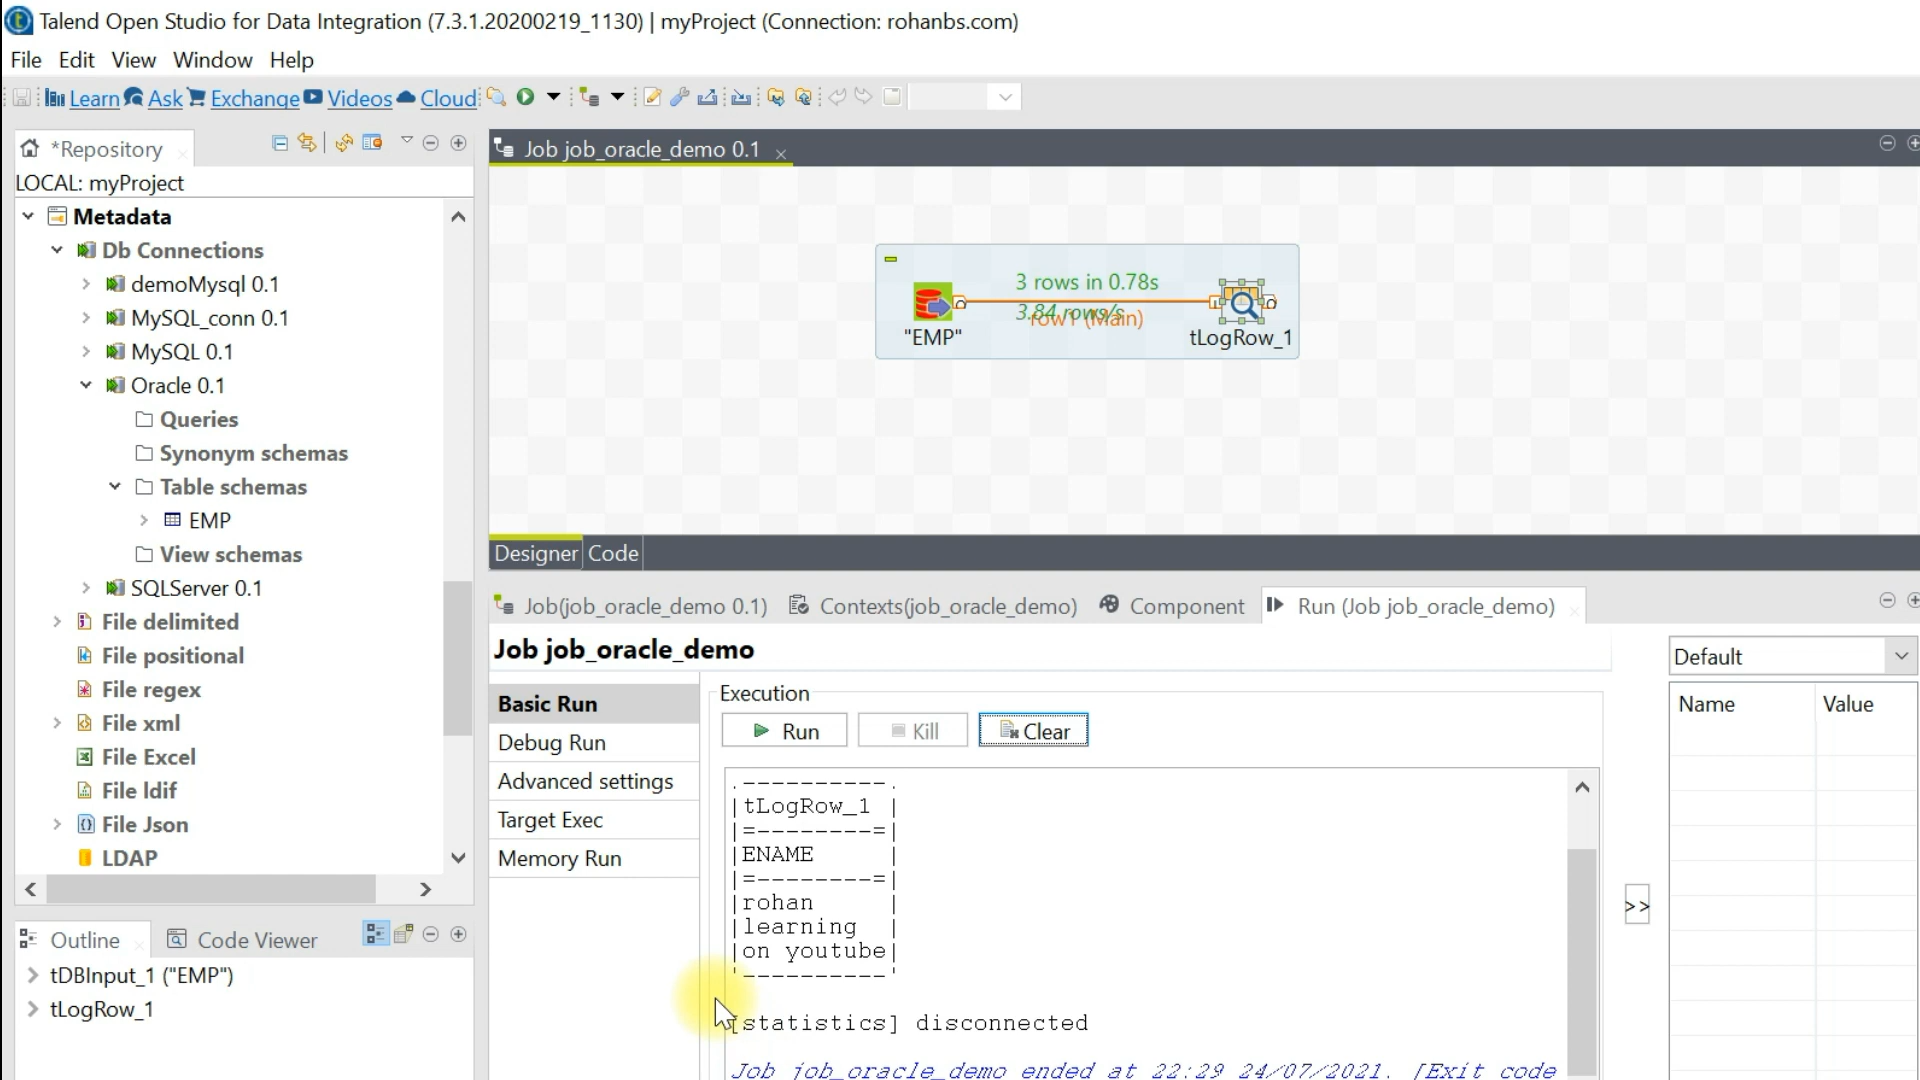 Talend Open Studio for Data Integration (7.3.1.20200219_1130) | myProject (Connection: rohanbs.com)
File Edit View Window Help
Learn Ask Exchange Videos Cloud
*Repository
LOCAL: myProject
Metadata
Db Connections
demoMysql 0.1
MySQL_conn 0.1
MySQL 0.1
Oracle 0.1
Queries
Synonym schemas
Table schemas
EMP
View schemas
SQLServer 0.1
File delimited
File positional
File regex
File xml
File Excel
File ldif
File Json
LDAP
Outline
Code Viewer
tDBInput_1 ("EMP")
tLogRow_1
Job job_oracle_demo 0.1
3 rows in 0.78s
3.84 rows/s
row1 (Main)
"EMP"
tLogRow_1
Designer Code
Job(job_oracle_demo 0.1) Contexts(job_oracle_demo) Component Run (Job job_oracle_demo)
Job job_oracle_demo
Basic Run
Debug Run
Advanced settings
Target Exec
Memory Run
Execution
Run Kill Clear
.----------.
|tLogRow_1 |
|=--------=|
|ENAME     |
|=--------=|
|rohan     |
|learning  |
|on youtube|
'----------'
[statistics] disconnected
Job job_oracle_demo ended at 22:29 24/07/2021. [Exit code
>>
Default
Name Value